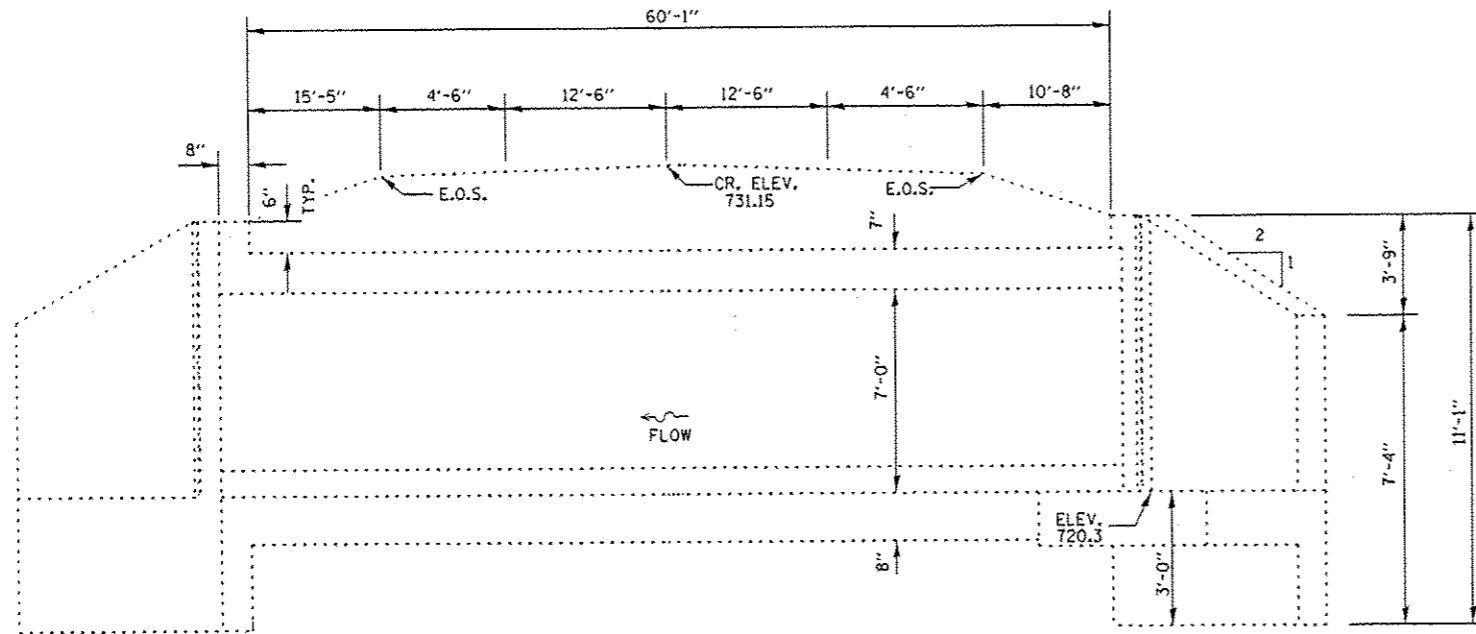 60'-1"
15'-5" 4'-6" 12'-6" 12'-6" 4'-6" 10'-8"
8"
6"
TYP.
E.O.S.
CR. ELEV.
731.15
E.O.S.
7"
2
1
3'-9"
7'-0"
FLOW
7'-4"
11'-1"
ELEV.
720.3
8"
3'-0"